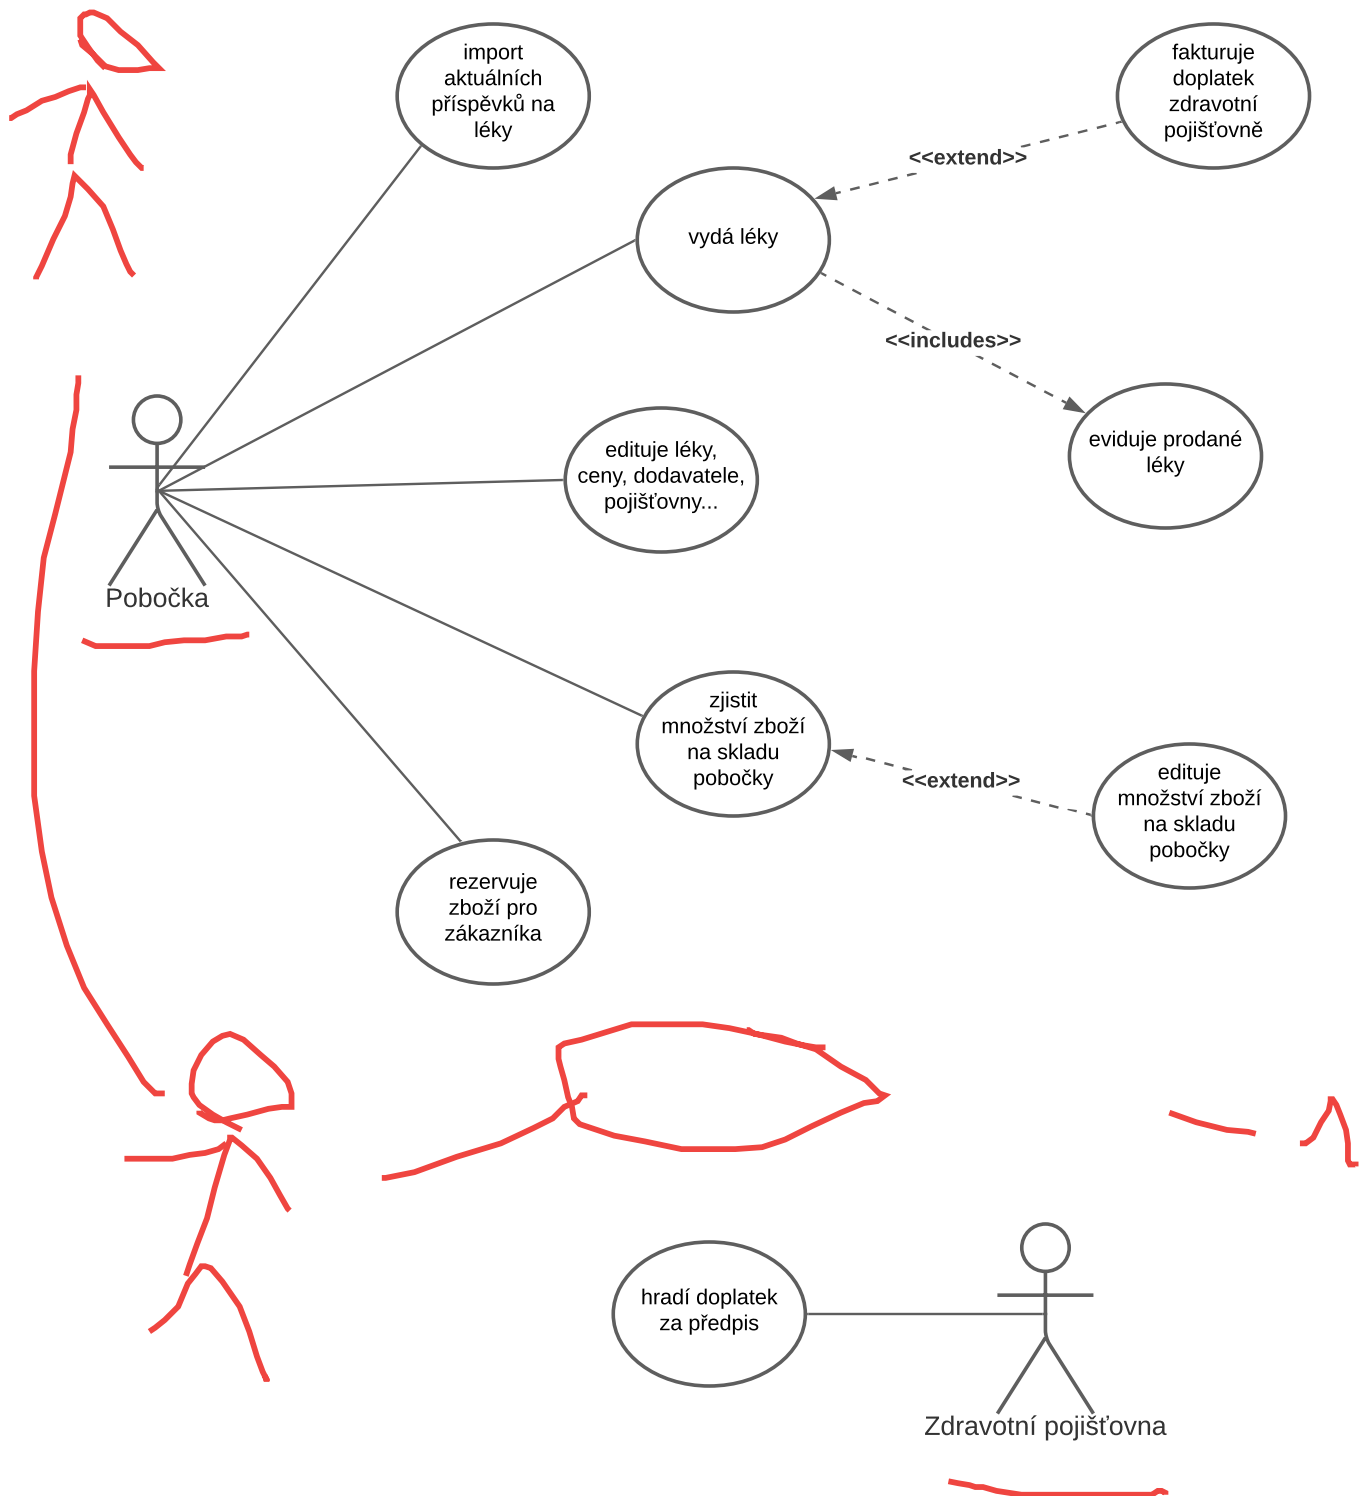 import
aktuálních
příspěvků na
léky
fakturuje
doplatek
zdravotní
pojišťovně
<<extend>>
vydá léky
<<includes>>
eviduje prodané
léky
edituje léky,
ceny, dodavatele,
pojišťovny...
Pobočka
zjistit
množství zboží
na skladu
pobočky
<<extend>>
edituje
množství zboží
na skladu
pobočky
rezervuje
zboží pro
zákazníka
hradí doplatek
za předpis
Zdravotní pojišťovna